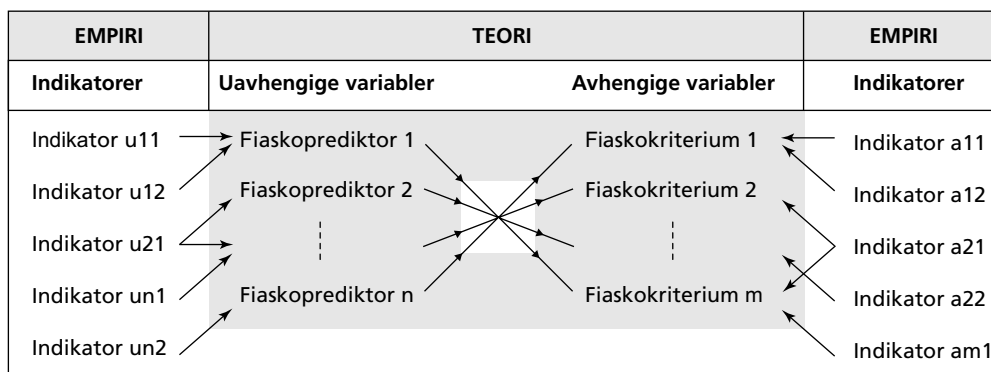 EMPIRI TEORI EMPIRI
Indikatorer Uavhengige variabler Avhengige variabler Indikatorer
Indikator u11 Fiaskoprediktor 1 Fiaskokriterium 1 Indikator a11
Indikator u12 Fiaskoprediktor 2 Fiaskokriterium 2 Indikator a12
Indikator u21 Indikator a21
Indikator un1 Fiaskoprediktor n Fiaskokriterium m Indikator a22
Indikator un2 Indikator am1